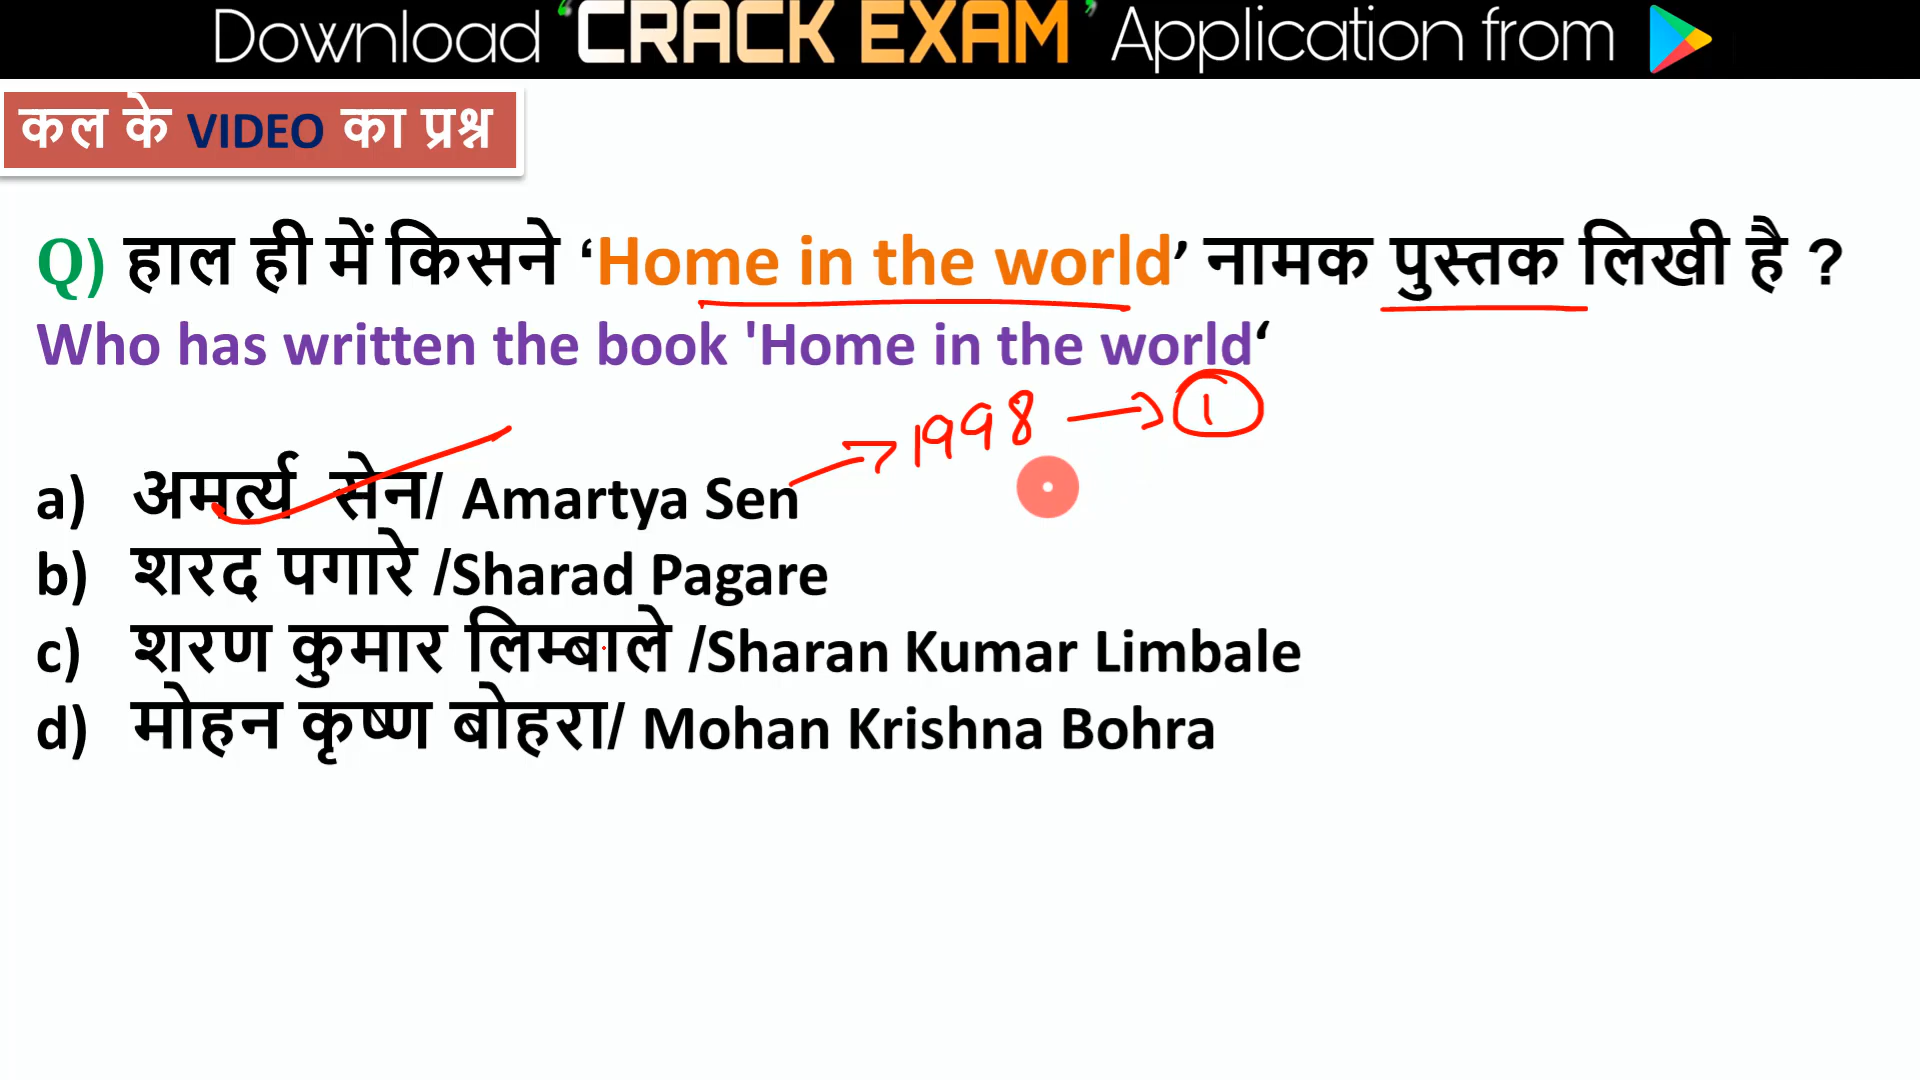 Download ‘CRACK EXAM’ Application from
कल के VIDEO का प्रश्न
Q) हाल ही में किसने ‘Home in the world’ नामक पुस्तक लिखी है ?
Who has written the book 'Home in the world‘
1998 → 1
a) अमर्त्य सेन/ Amartya Sen
b) शरद पगारे /Sharad Pagare
c) शरण कुमार लिम्बाले /Sharan Kumar Limbale
d) मोहन कृष्ण बोहरा/ Mohan Krishna Bohra